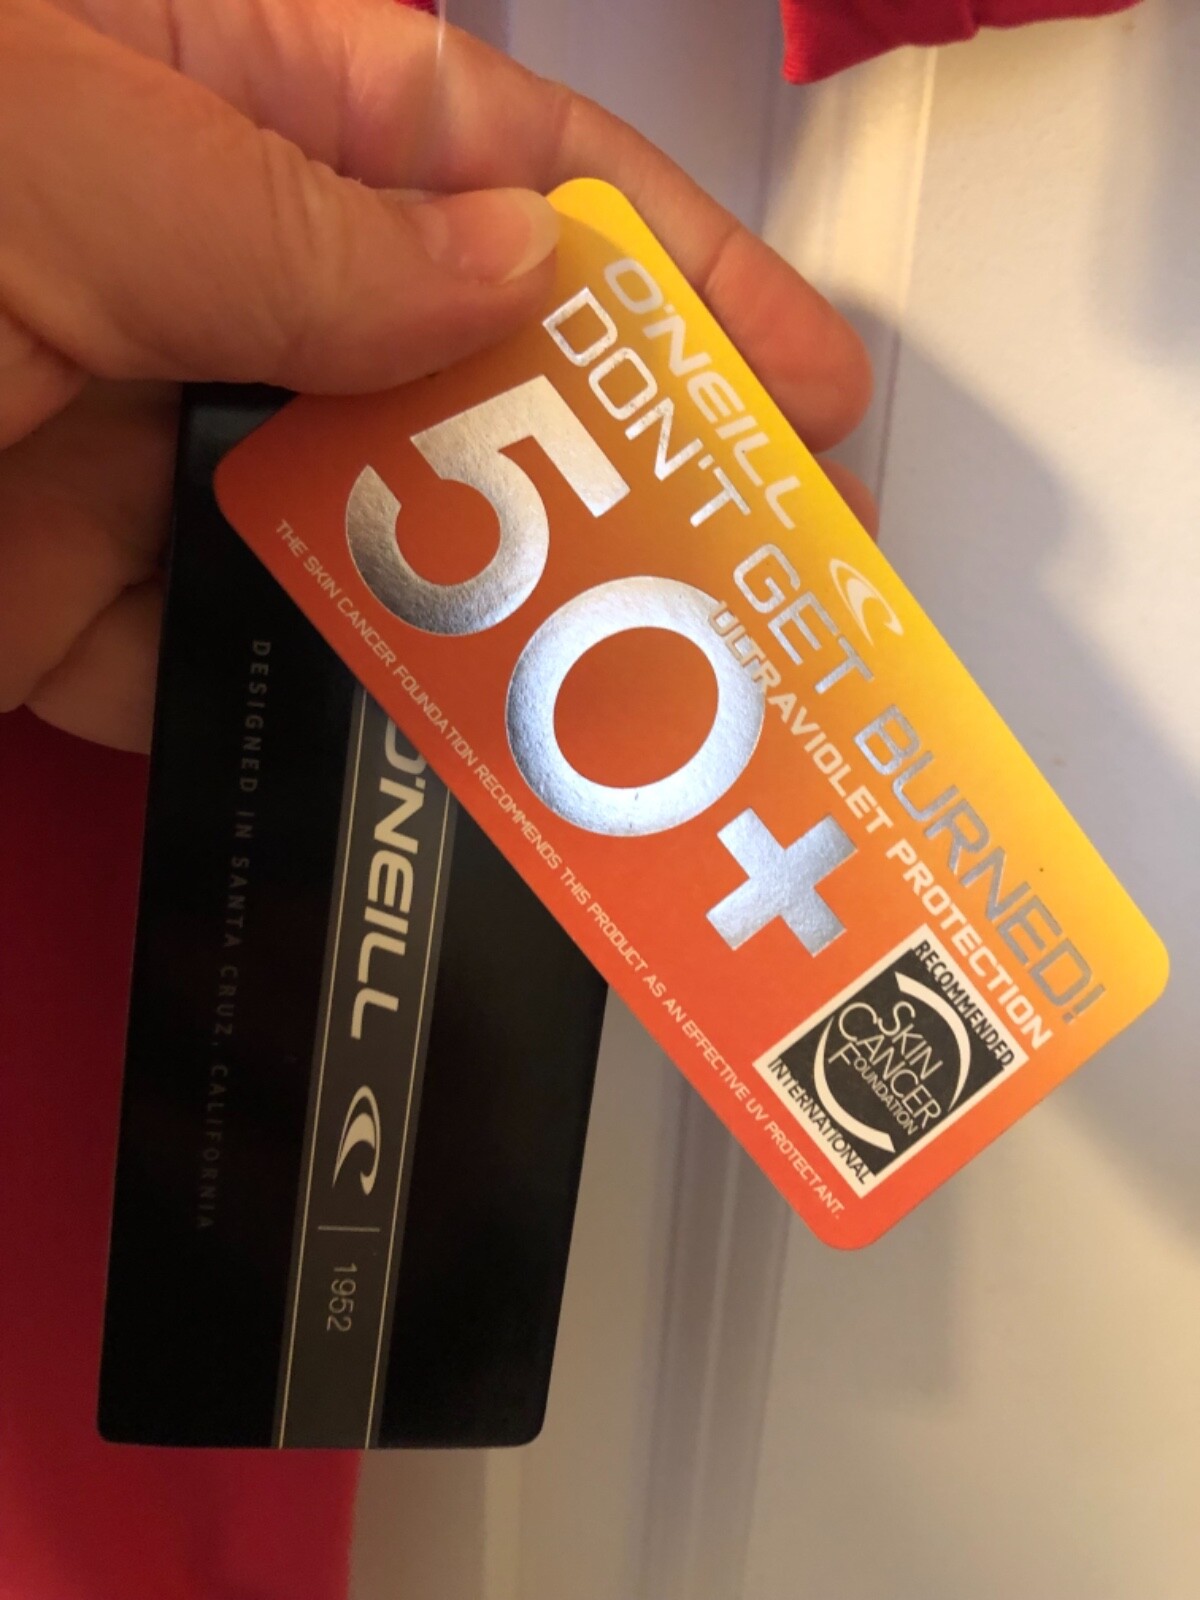 O'NEILL
DON'T GET BURNED!
ULTRAVIOLET PROTECTION
50+
THE SKIN CANCER FOUNDATION RECOMMENDS THIS PRODUCT AS AN EFFECTIVE UV PROTECTANT.
RECOMMENDED
SKIN
CANCER
FOUNDATION
INTERNATIONAL
O'NEILL | 1952
DESIGNED IN SANTA CRUZ, CALIFORNIA